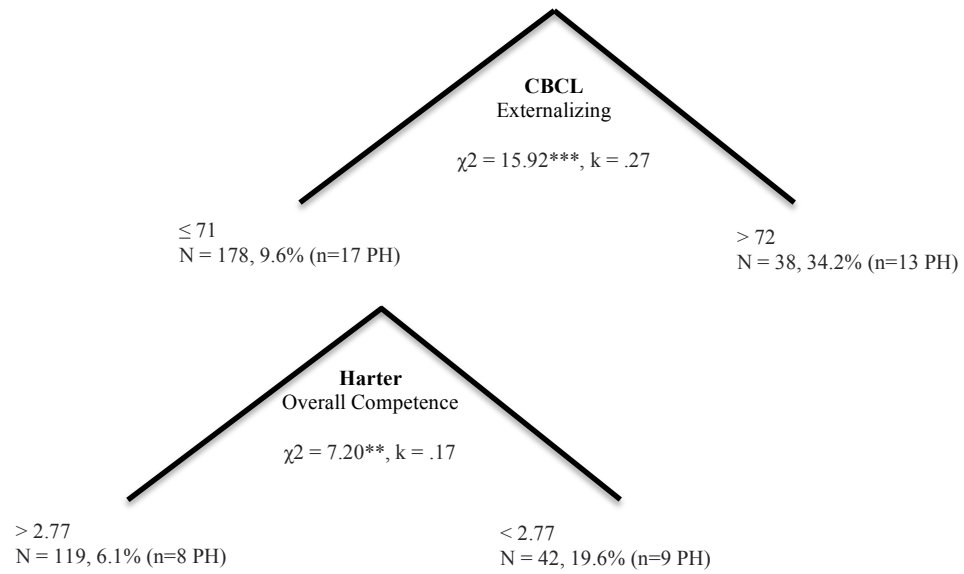 CBCL
Externalizing
χ2 = 15.92***, k = .27
≤ 71
N = 178, 9.6% (n=17 PH)
> 72
N = 38, 34.2% (n=13 PH)
Harter
Overall Competence
χ2 = 7.20**, k = .17
> 2.77
N = 119, 6.1% (n=8 PH)
< 2.77
N = 42, 19.6% (n=9 PH)